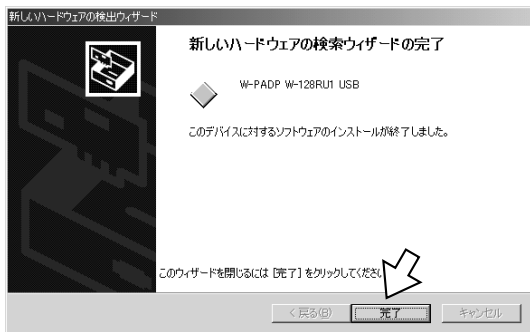 新しいハードウェアの検出ウィザード
新しいハードウェアの検索ウィザードの完了
W-PADP W-128RU1 USB
このデバイスに対するソフトウェアのインストールが終了しました。
このウィザードを閉じるには [完了] をクリックしてください
< 戻る(B)
完了
キャンセル